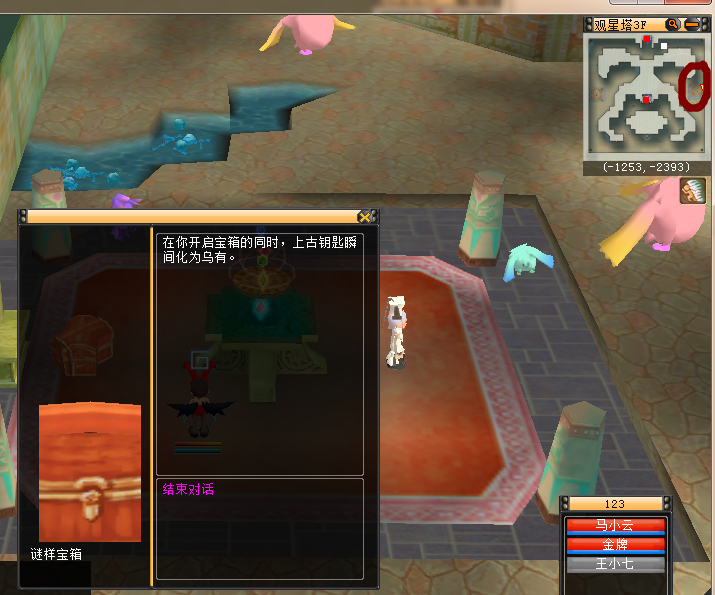 观星塔3F
(-1253,-2393)
在你开启宝箱的同时，上古钥匙瞬
间化为乌有。
结束对话
谜样宝箱
123
马小云
金牌
王小七